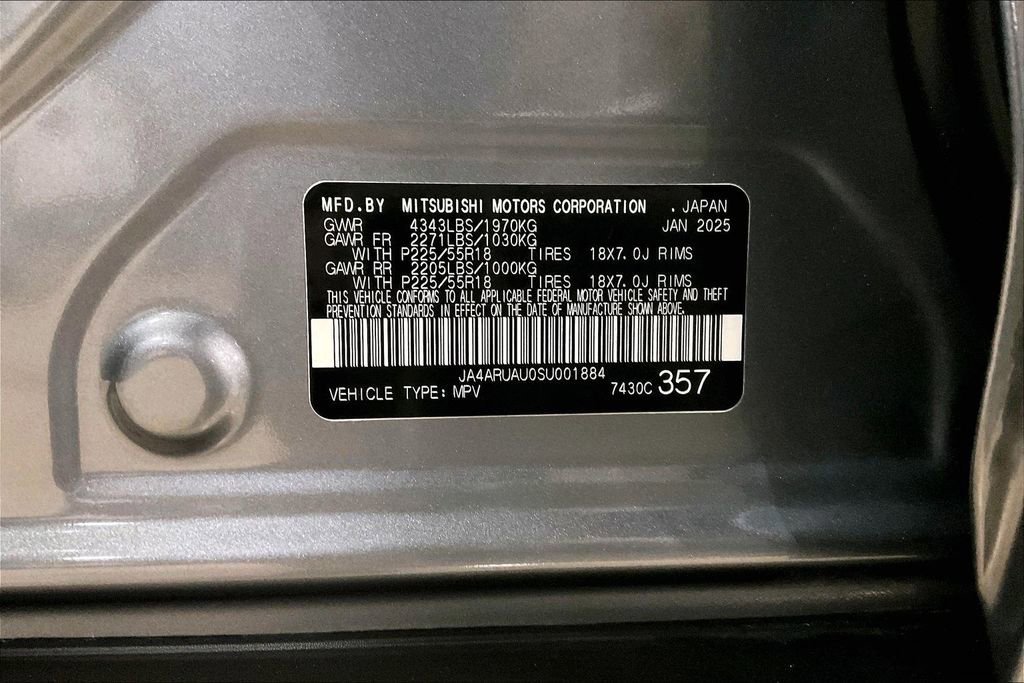 MFD.BY MITSUBISHI MOTORS CORPORATION . JAPAN
GVWR 4343LBS/1970KG JAN 2025
GAWR FR 2271LBS/1030KG
WITH P225/55R18 TIRES 18X7.0J RIMS
GAWR RR 2205LBS/1000KG
WITH P225/55R18 TIRES 18X7.0J RIMS
THIS VEHICLE CONFORMS TO ALL APPLICABLE FEDERAL MOTOR VEHICLE SAFETY AND THEFT
PREVENTION STANDARDS IN EFFECT ON THE DATE OF MANUFACTURE SHOWN ABOVE.
JA4ARUAU0SU001884
VEHICLE TYPE: MPV 7430C 357